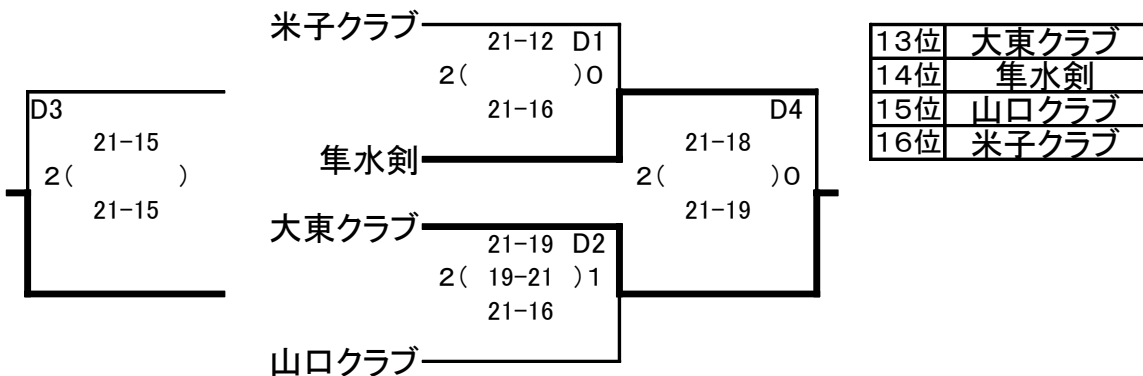 米子クラブ
21-12 D1
2( )0
21-16
隼水剣
大東クラブ
21-19 D2
2( 19-21 )1
21-16
山口クラブ
D3
21-15
2( )
21-15
D4
21-18
2( )0
21-19
13位 大東クラブ
14位 隼水剣
15位 山口クラブ
16位 米子クラブ